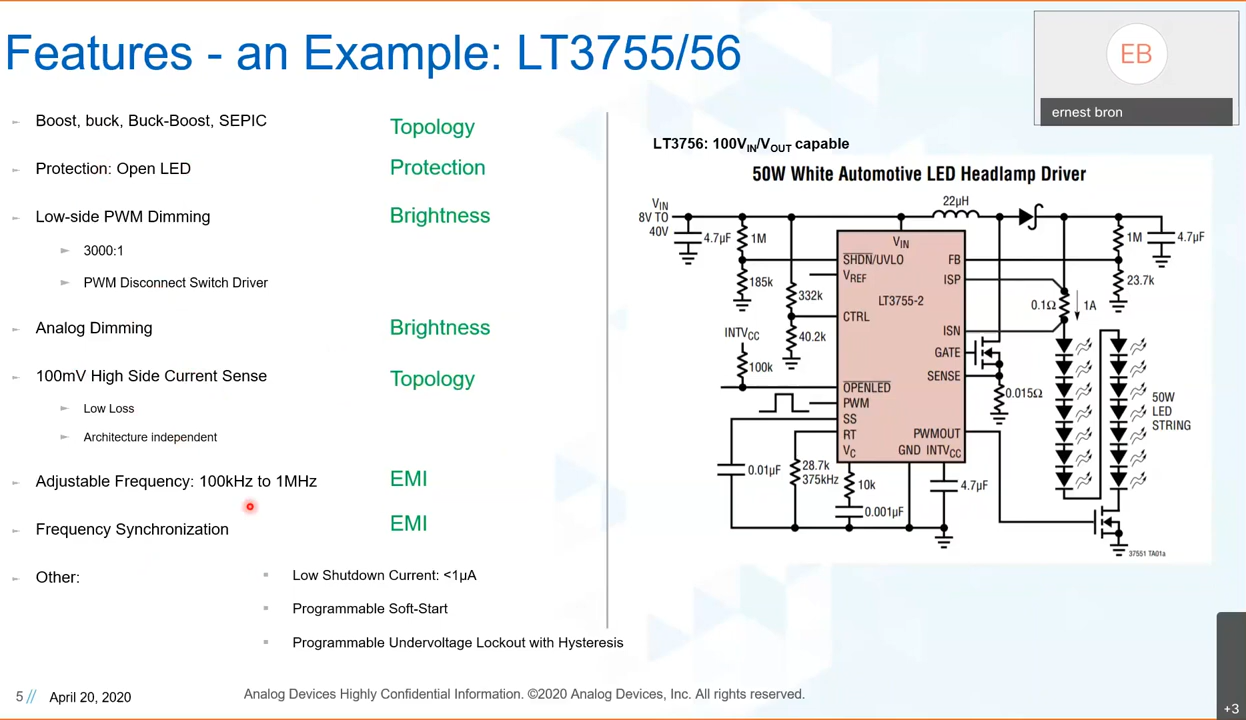 Features - an Example: LT3755/56
EB
ernest bron
Boost, buck, Buck-Boost, SEPIC
Topology
Protection: Open LED
Protection
Low-side PWM Dimming
Brightness
3000:1
PWM Disconnect Switch Driver
Analog Dimming
Brightness
100mV High Side Current Sense
Topology
Low Loss
Architecture independent
Adjustable Frequency: 100kHz to 1MHz
EMI
Frequency Synchronization
EMI
Other:
Low Shutdown Current: <1µA
Programmable Soft-Start
Programmable Undervoltage Lockout with Hysteresis
LT3756: 100VIN/VOUT capable
50W White Automotive LED Headlamp Driver
VIN
8V TO
40V
4.7µF
1M
185k
332k
40.2k
INTVCC
100k
22µH
VIN
SHDN/UVLO
VREF
LT3755-2
CTRL
OPENLED
PWM
SS
RT
VC
FB
ISP
ISN
GATE
SENSE
PWMOUT
GND INTVCC
1M
4.7µF
23.7k
0.1Ω
1A
0.015Ω
50W
LED
STRING
0.01µF
28.7k
375kHz
10k
0.001µF
4.7µF
37551 TA01a
5 //
April 20, 2020
Analog Devices Highly Confidential Information. ©2020 Analog Devices, Inc. All rights reserved.
+3